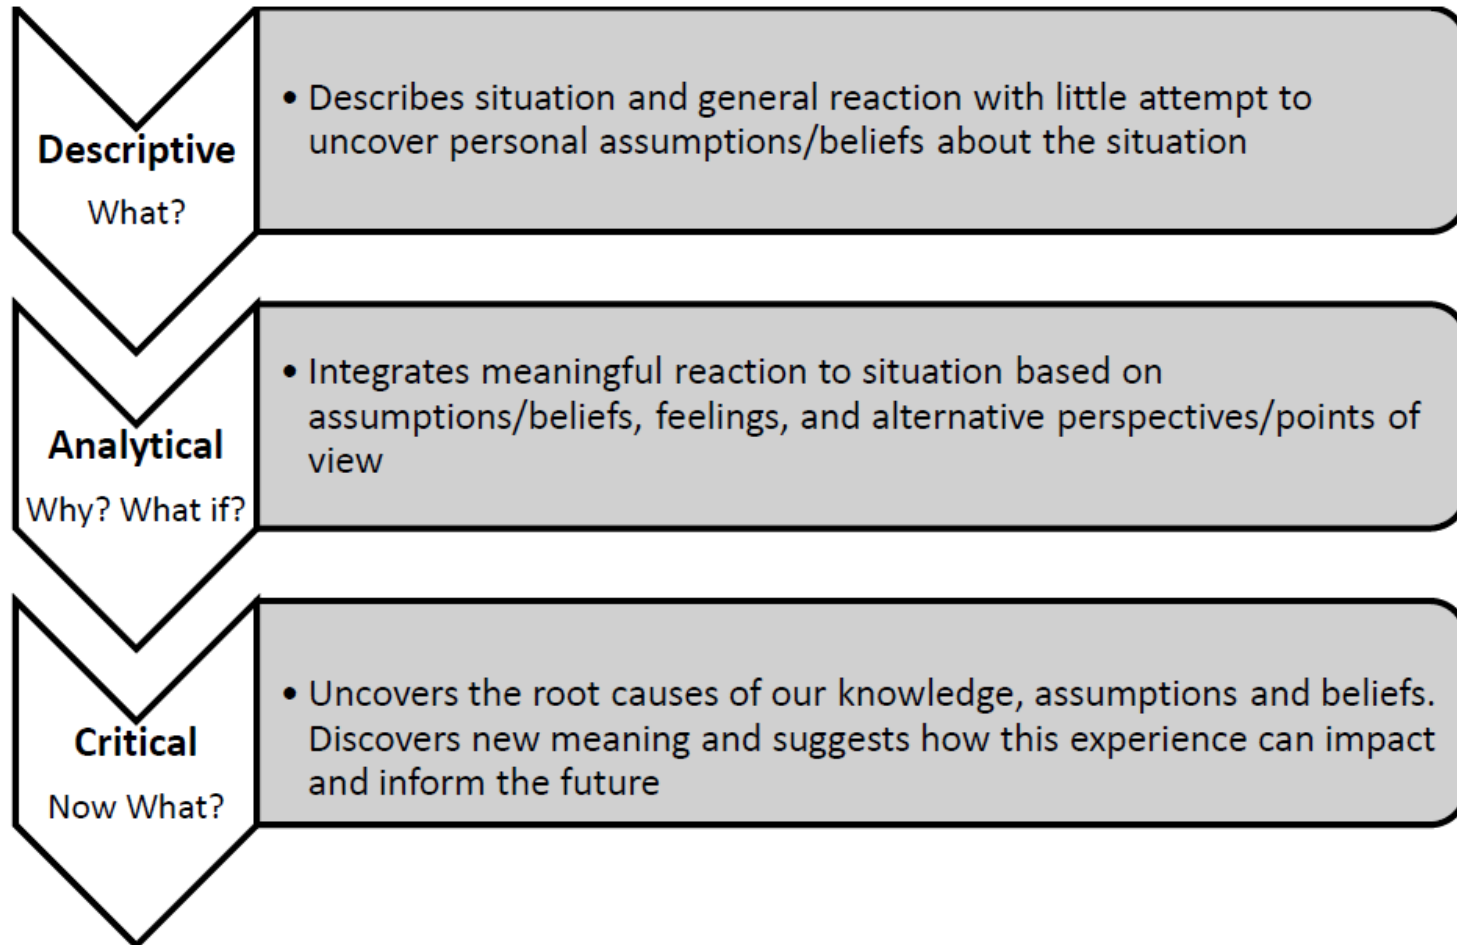 Descriptive
What?
• Describes situation and general reaction with little attempt to
uncover personal assumptions/beliefs about the situation
Analytical
Why? What if?
• Integrates meaningful reaction to situation based on
assumptions/beliefs, feelings, and alternative perspectives/points of
view
Critical
Now What?
• Uncovers the root causes of our knowledge, assumptions and beliefs.
Discovers new meaning and suggests how this experience can impact
and inform the future